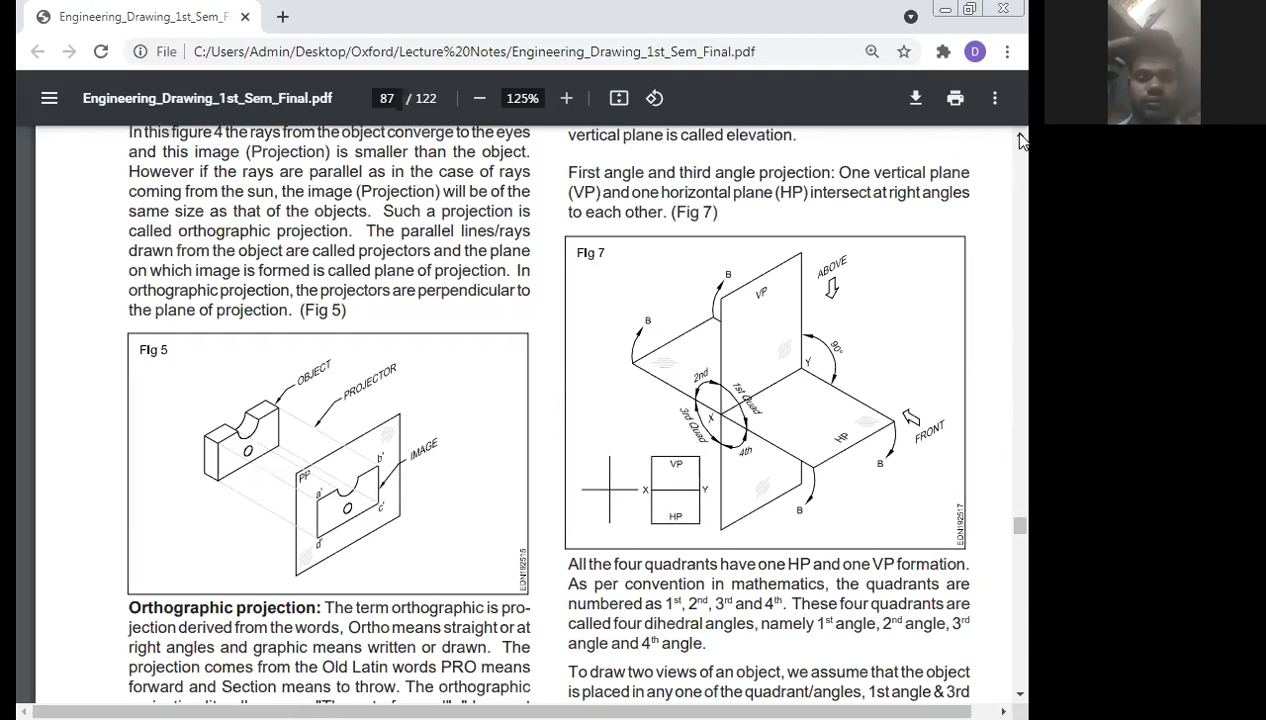 Engineering_Drawing_1st_Sem_Fina
File
C:/Users/Admin/Desktop/Oxford/Lecture%20Notes/Engineering_Drawing_1st_Sem_Final.pdf
D
Engineering_Drawing_1st_Sem_Final.pdf
87 / 122
125%
In this figure 4 the rays from the object converge to the eyes
and this image (Projection) is smaller than the object.
However if the rays are parallel as in the case of rays
coming from the sun, the image (Projection) will be of the
same size as that of the objects. Such a projection is
called orthographic projection. The parallel lines/rays
drawn from the object are called projectors and the plane
on which image is formed is called plane of projection. In
orthographic projection, the projectors are perpendicular to
the plane of projection. (Fig 5)
FIg 5
OBJECT
PROJECTOR
IMAGE
PP
a'
b'
c'
d'
EDN192515
Orthographic projection: The term orthographic is pro-
jection derived from the words, Ortho means straight or at
right angles and graphic means written or drawn. The
projection comes from the Old Latin words PRO means
forward and Section means to throw. The orthographic
vertical plane is called elevation.
First angle and third angle projection: One vertical plane
(VP) and one horizontal plane (HP) intersect at right angles
to each other. (Fig 7)
FIg 7
B
VP
ABOVE
B
90°
Y
2nd
1st Quad
X
3rd Quad
4th
HP
FRONT
B
B
VP
X
Y
HP
EDN192517
All the four quadrants have one HP and one VP formation.
As per convention in mathematics, the quadrants are
numbered as 1st, 2nd, 3rd and 4th. These four quadrants are
called four dihedral angles, namely 1st angle, 2nd angle, 3rd
angle and 4th angle.
To draw two views of an object, we assume that the object
is placed in any one of the quadrant/angles, 1st angle & 3rd